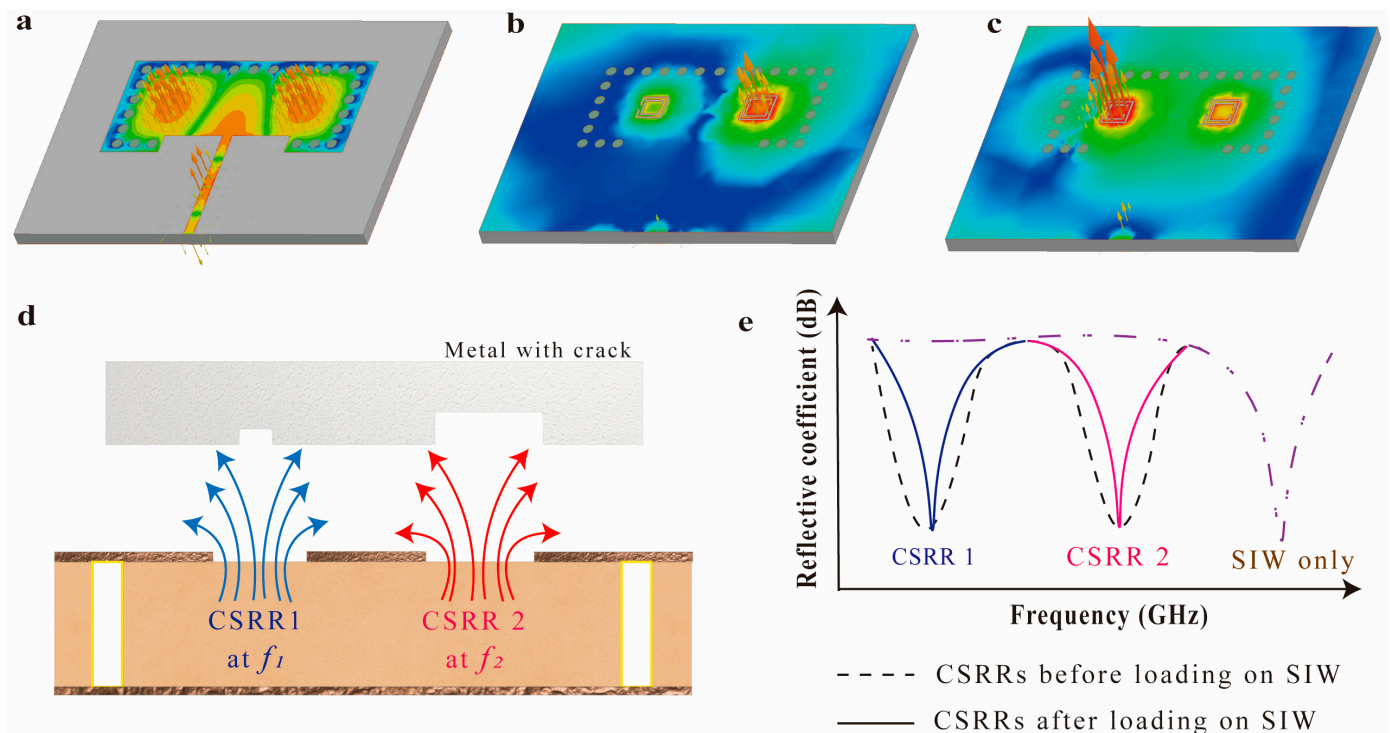 a
b
c
d
Metal with crack
CSRR1
at f1
CSRR 2
at f2
e
Reflective coefficient (dB)
CSRR 1
CSRR 2
SIW only
Frequency (GHz)
CSRRs before loading on SIW
CSRRs after loading on SIW